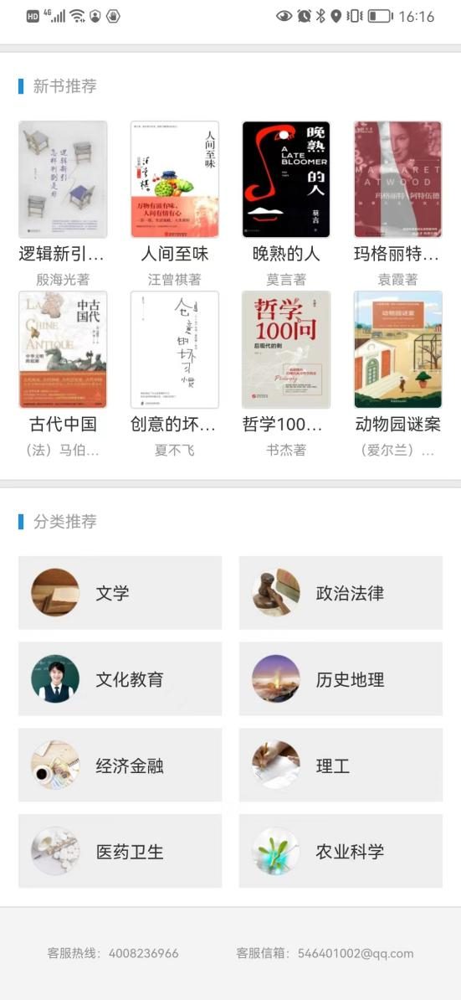 HD 4G 16:16
新书推荐
逻辑新引
怎样判别是非
人间至味
汪曾祺
万物有滋有味，
人间有情有心
晚熟的人
A LATE BLOOMER
莫言
MARGARET ATWOOD
玛格丽特·阿特伍德
逻辑新引... 人间至味 晚熟的人 玛格丽特...
殷海光著 汪曾祺著 莫言著 袁霞著
LA CHINE ANTIQUE
古代中国
中华文明的起源
创意的坏习惯
哲学100问
后现代的刺
Philosophy
动物园谜案
古代中国 创意的坏... 哲学100... 动物园谜案
（法）马伯... 夏不飞 书杰著 （爱尔兰）...
分类推荐
文学 政治法律
文化教育 历史地理
经济金融 理工
医药卫生 农业科学
客服热线：4008236966 客服信箱：546401002@qq.com